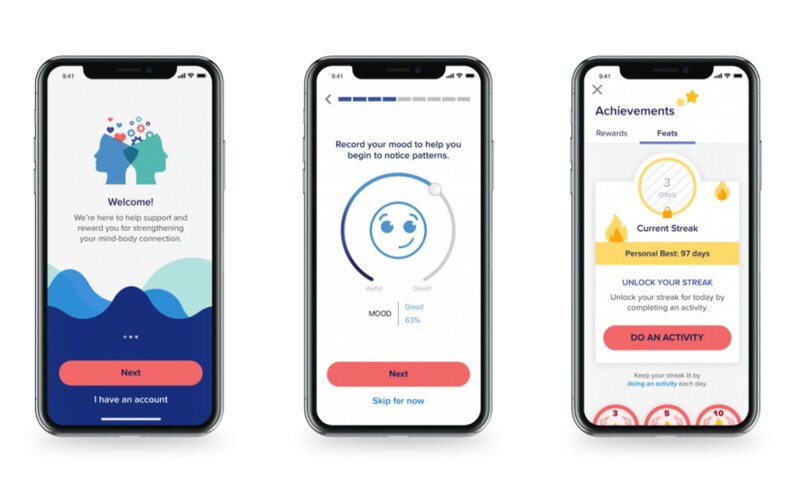 9:41
Welcome!
We're here to help support and
reward you for strengthening
your mind-body connection.
Next
I have an account
9:41
Record your mood to help you
begin to notice patterns.
Awful
Great!
MOOD
Good
63%
Next
Skip for now
9:41
Achievements
Rewards
Feats
3
days
Current Streak
Personal Best: 97 days
UNLOCK YOUR STREAK
Unlock your streak for today by
completing an activity.
DO AN ACTIVITY
Keep your streak lit by
doing an activity each day.
3
5
10